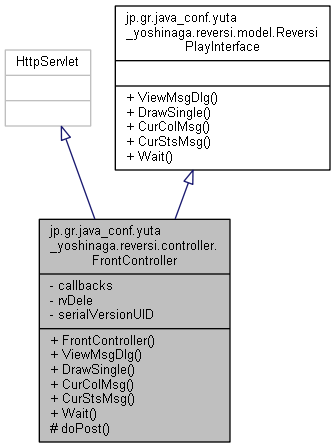 HttpServlet
jp.gr.java_conf.yuta
_yoshinaga.reversi.model.Reversi
PlayInterface
+ ViewMsgDlg()
+ DrawSingle()
+ CurColMsg()
+ CurStsMsg()
+ Wait()
jp.gr.java_conf.yuta
_yoshinaga.reversi.controller.
FrontController
- callbacks
- rvDele
- serialVersionUID
+ FrontController()
+ ViewMsgDlg()
+ DrawSingle()
+ CurColMsg()
+ CurStsMsg()
+ Wait()
# doPost()